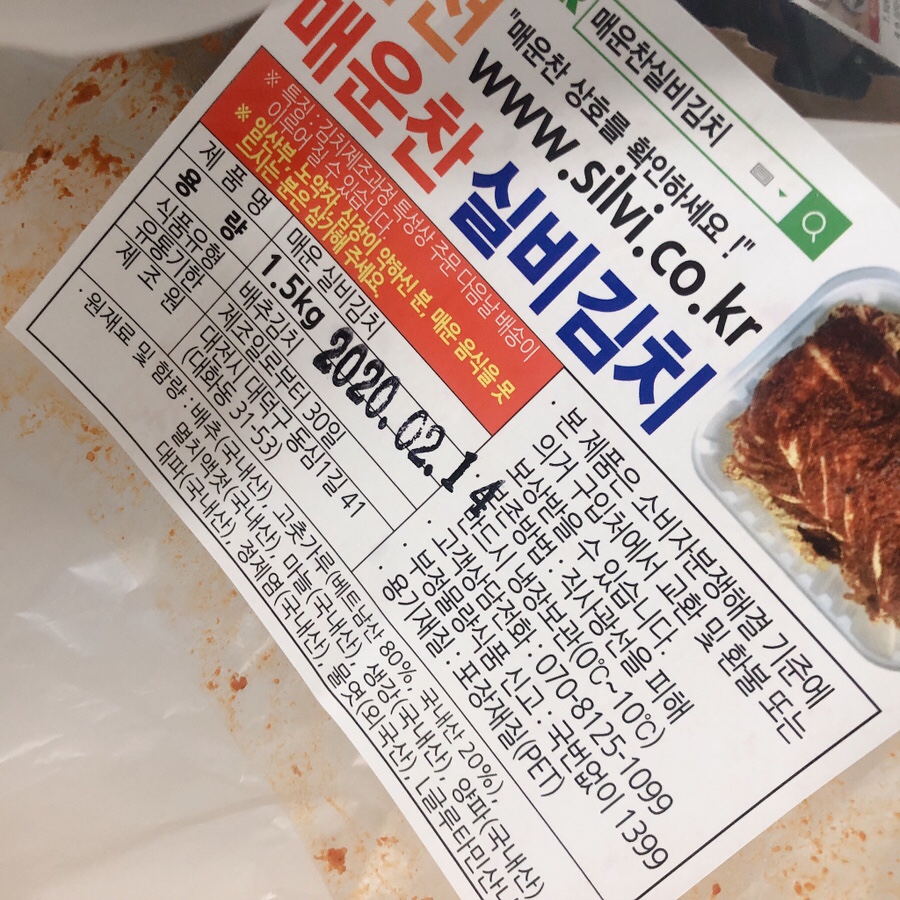 매운찬실비김치
"매운찬 상호를 확인하세요 !"
www.silvi.co.kr
매운찬
실비김치
※ 특징 : 김치제조과정 특성상 주문 다음날 배송이
이루어 질 수 있습니다
※ 임산부, 노약자, 심장이 약하신 분, 매운 음식을 못
드시는 분은 삼가해 주세요.
제 품 명 매운 실비김치
용 량 1.5kg
식품유형 배추김치
유통기한 제조일로부터 30일
2020.02.14
제 조 원 대전시 대덕구 동심1길 41
(대화동 31-53)
· 원재료 및 함량 : 배추(국내산), 고춧가루(베트남산 80%, 국내산 20%),
멸치액젓(국내산), 마늘(국내산), 생강(국내산), 양파(국내산)
대파(국내산), 정제염(국내산), 물엿(외국산), L글루타민산나
· 본 제품은 소비자분쟁해결 기준에
의거 구입처에서 교환 및 환불 또는
보상받을 수 있습니다.
· 보존방법 : 직사광선을 피해
반드시 냉장보관(0℃~10℃)
· 고객상담전화 : 070-8125-1099
· 부정불량식품 신고 : 국번없이 1399
· 용기재질 : 포장재질(PET)